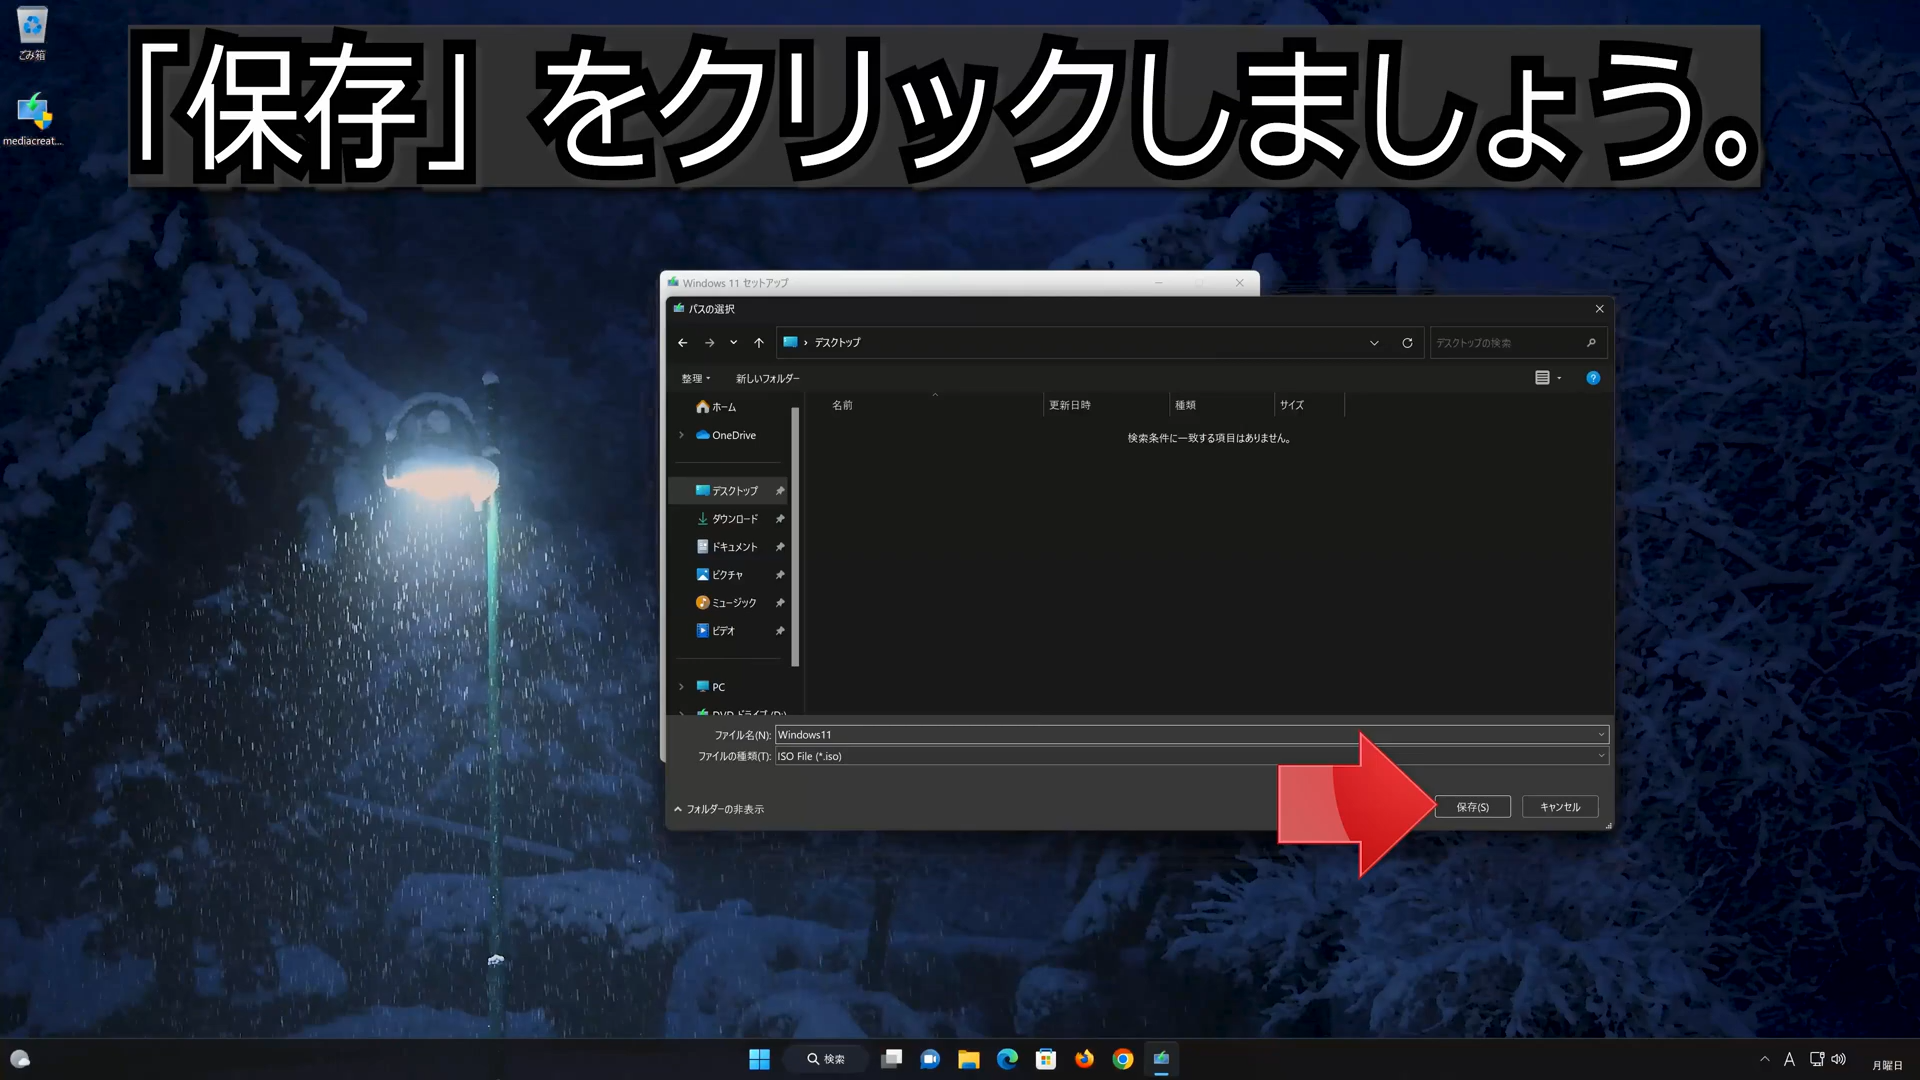 ごみ箱
mediacreat...
「保存」をクリックしましょう。
Windows 11 セットアップ
パスの選択
デスクトップ
デスクトップの検索
整理
新しいフォルダー
名前
更新日時
種類
サイズ
検索条件に一致する項目はありません。
ホーム
OneDrive
デスクトップ
ダウンロード
ドキュメント
ピクチャ
ミュージック
ビデオ
PC
DVD ドライブ (D:)
ファイル名(N):
Windows11
ファイルの種類(T):
ISO File (*.iso)
フォルダーの非表示
保存(S)
キャンセル
検索
A
月曜日